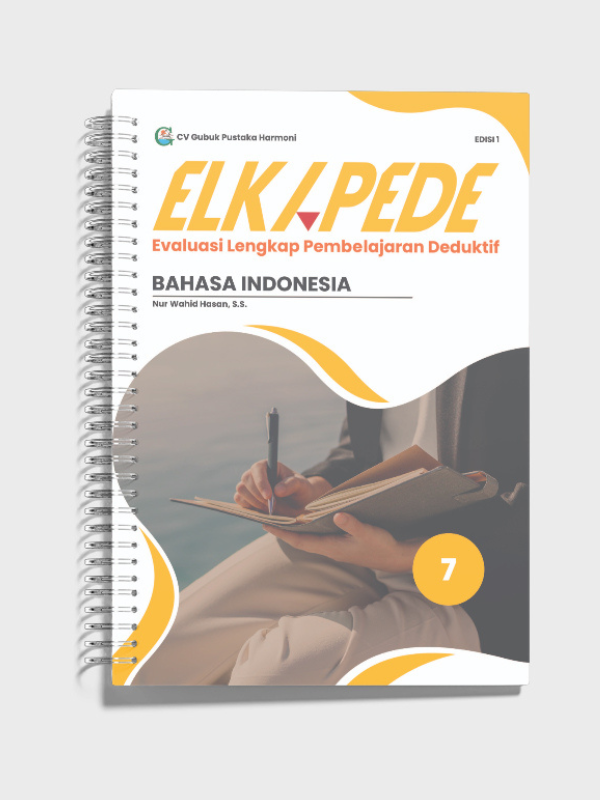 CV Gubuk Pustaka Harmoni
EDISI 1
ELKAPEDE
Evaluasi Lengkap Pembelajaran Deduktif
BAHASA INDONESIA
Nur Wahid Hasan, S.S.
7